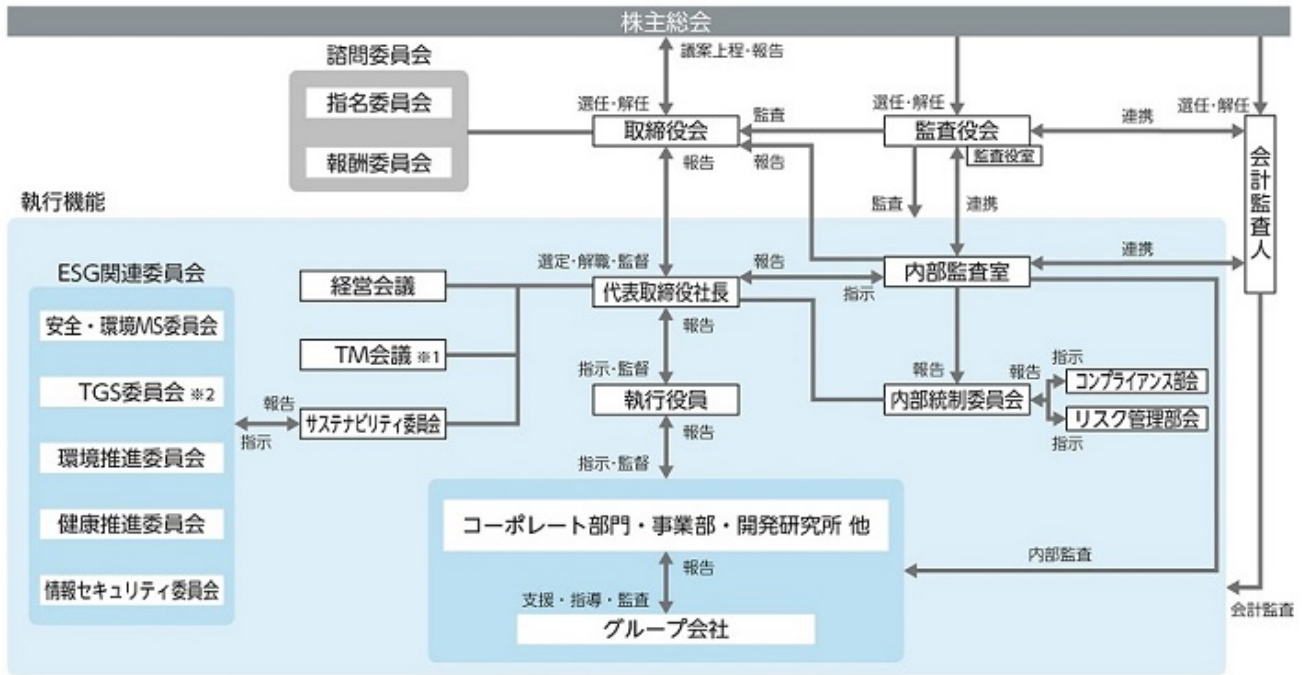 株主総会
諮問委員会
指名委員会
報酬委員会
議案上程・報告
選任・解任
取締役会
監査
選任・解任
監査役会
監査役室
連携
選任・解任
会計監査人
報告
報告
監査
連携
執行機能
ESG関連委員会
安全・環境MS委員会
TGS委員会 ※2
環境推進委員会
健康推進委員会
情報セキュリティ委員会
報告
指示
経営会議
TM会議 ※1
サステナビリティ委員会
選定・解職・監督
代表取締役社長
報告
指示
内部監査室
連携
報告
指示・監督
執行役員
報告
指示・監督
報告
内部統制委員会
報告
指示
コンプライアンス部会
リスク管理部会
指示
コーポレート部門・事業部・開発研究所 他
報告
支援・指導・監査
グループ会社
内部監査
会計監査